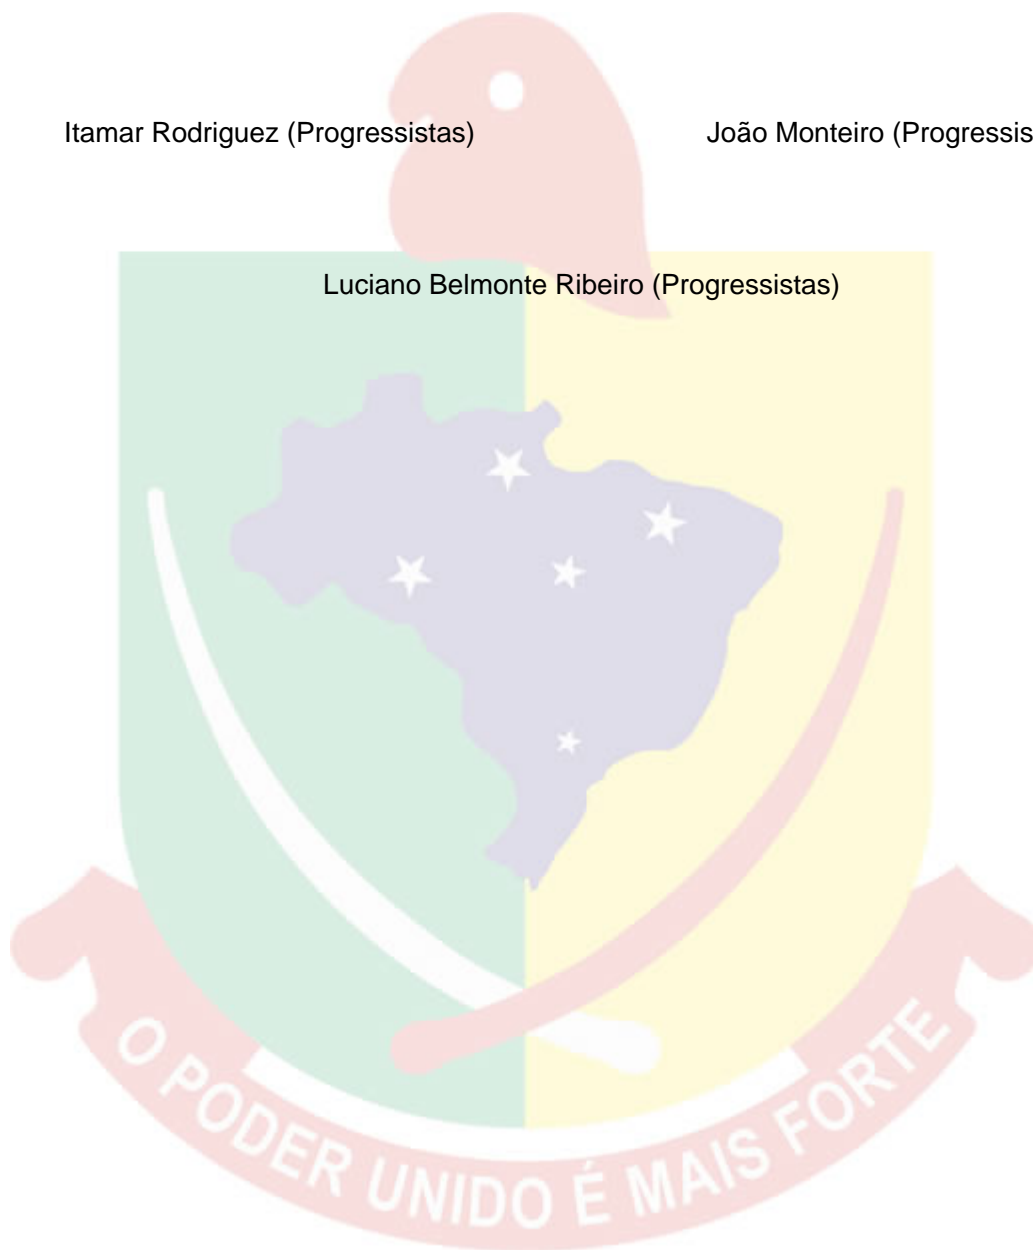 Itamar Rodriguez (Progressistas)
João Monteiro (Progressis
Luciano Belmonte Ribeiro (Progressistas)
O PODER UNIDO É MAIS FORTE